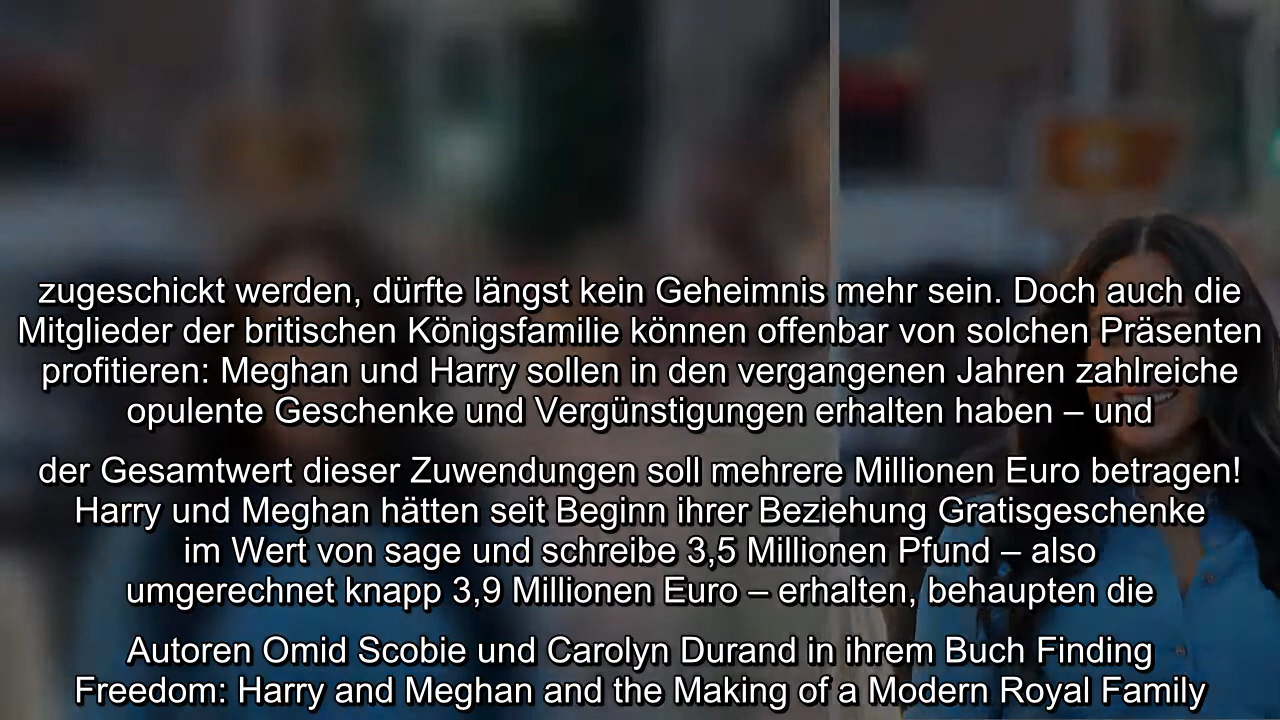 zugeschickt werden, dürfte längst kein Geheimnis mehr sein. Doch auch die
Mitglieder der britischen Königsfamilie können offenbar von solchen Präsenten
profitieren: Meghan und Harry sollen in den vergangenen Jahren zahlreiche
opulente Geschenke und Vergünstigungen erhalten haben – und
der Gesamtwert dieser Zuwendungen soll mehrere Millionen Euro betragen!
Harry und Meghan hätten seit Beginn ihrer Beziehung Gratisgeschenke
im Wert von sage und schreibe 3,5 Millionen Pfund – also
umgerechnet knapp 3,9 Millionen Euro – erhalten, behaupten die
Autoren Omid Scobie und Carolyn Durand in ihrem Buch Finding
Freedom: Harry and Meghan and the Making of a Modern Royal Family